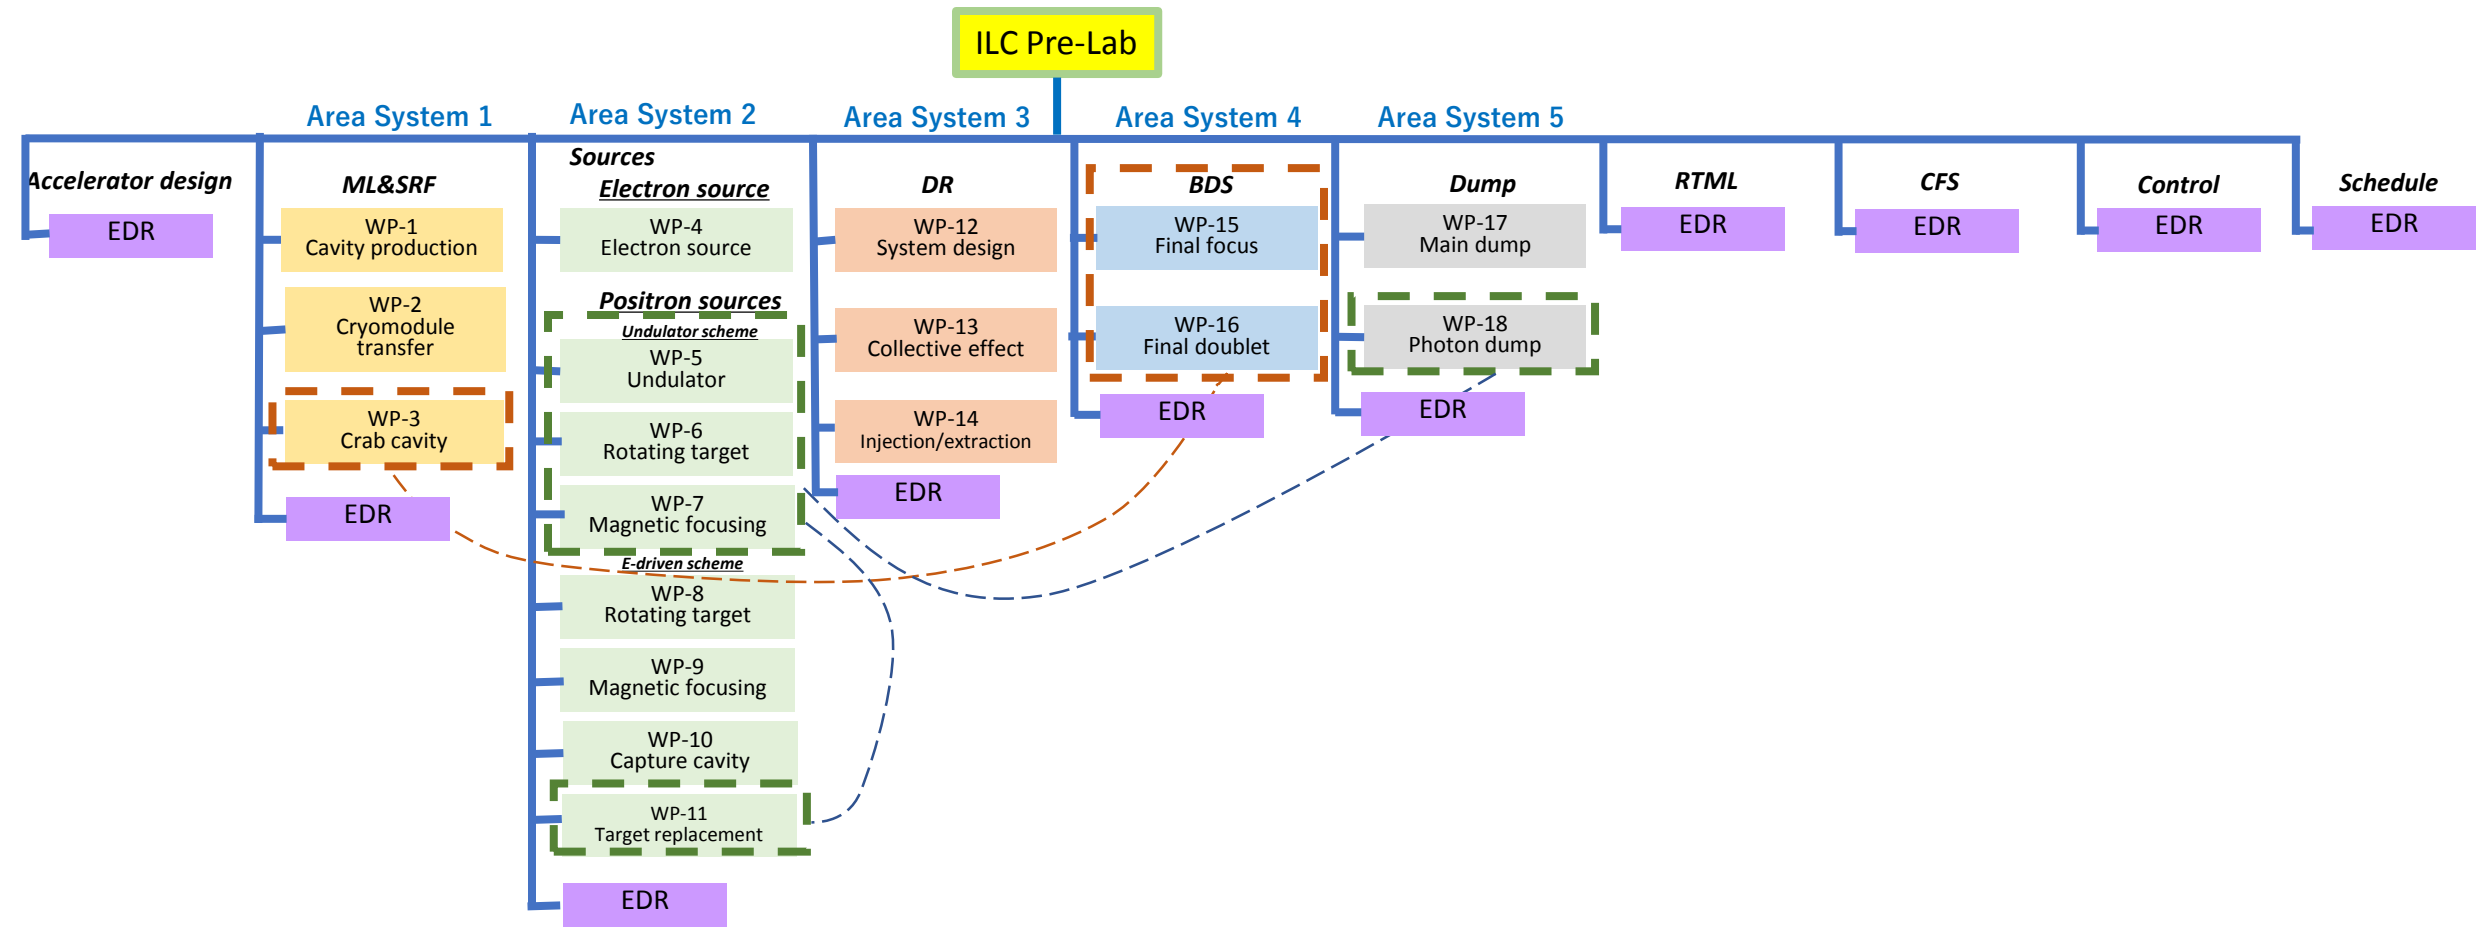 ILC Pre-Lab
Area System 1
Area System 2
Area System 3
Area System 4
Area System 5
Accelerator design
EDR
ML&SRF
WP-1
Cavity production
WP-2
Cryomodule
transfer
WP-3
Crab cavity
EDR
Sources
Electron source
WP-4
Electron source
Positron sources
Undulator scheme
WP-5
Undulator
WP-6
Rotating target
WP-7
Magnetic focusing
E-driven scheme
WP-8
Rotating target
WP-9
Magnetic focusing
WP-10
Capture cavity
WP-11
Target replacement
EDR
DR
WP-12
System design
WP-13
Collective effect
WP-14
Injection/extraction
EDR
BDS
WP-15
Final focus
WP-16
Final doublet
EDR
Dump
WP-17
Main dump
WP-18
Photon dump
EDR
RTML
EDR
CFS
EDR
Control
EDR
Schedule
EDR